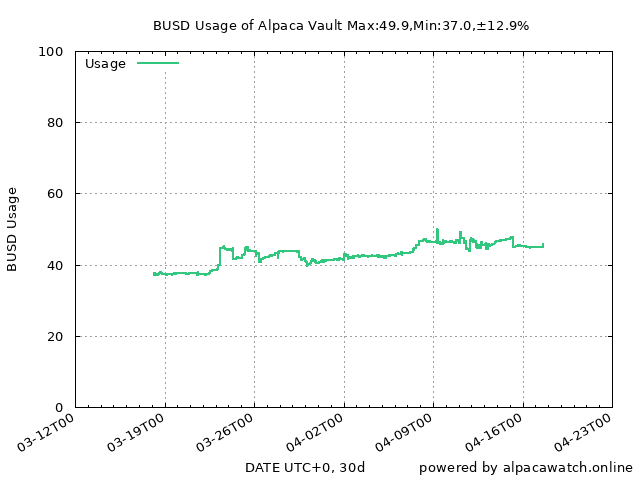 BUSD Usage of Alpaca Vault Max:49.9,Min:37.0,±12.9%
Usage
BUSD Usage
100
80
60
40
20
0
03-12T00
03-19T00
03-26T00
04-02T00
04-09T00
04-16T00
04-23T00
DATE UTC+0, 30d
powered by alpacawatch.online